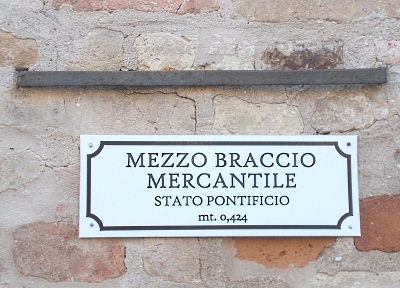 MEZZO BRACCIO
MERCANTILE
STATO PONTIFICIO
mt. 0,424